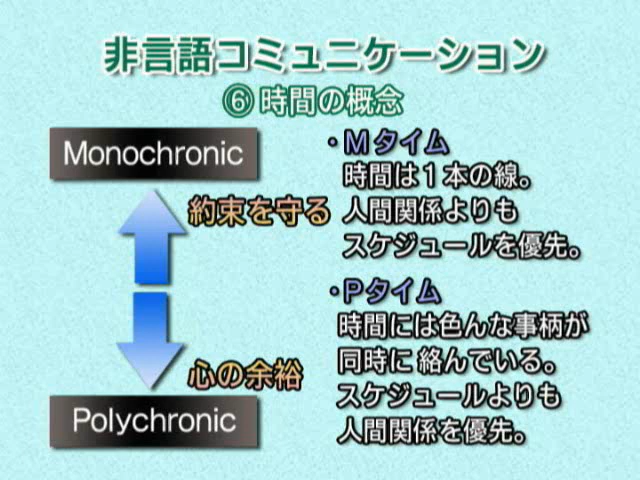 非言語コミュニケーション
⑥ 時間の概念
Monochronic
約束を守る
・Mタイム
時間は1本の線。
人間関係よりも
スケジュールを優先。
・Pタイム
時間には色んな事柄が
同時に絡んでいる。
スケジュールよりも
人間関係を優先。
心の余裕
Polychronic